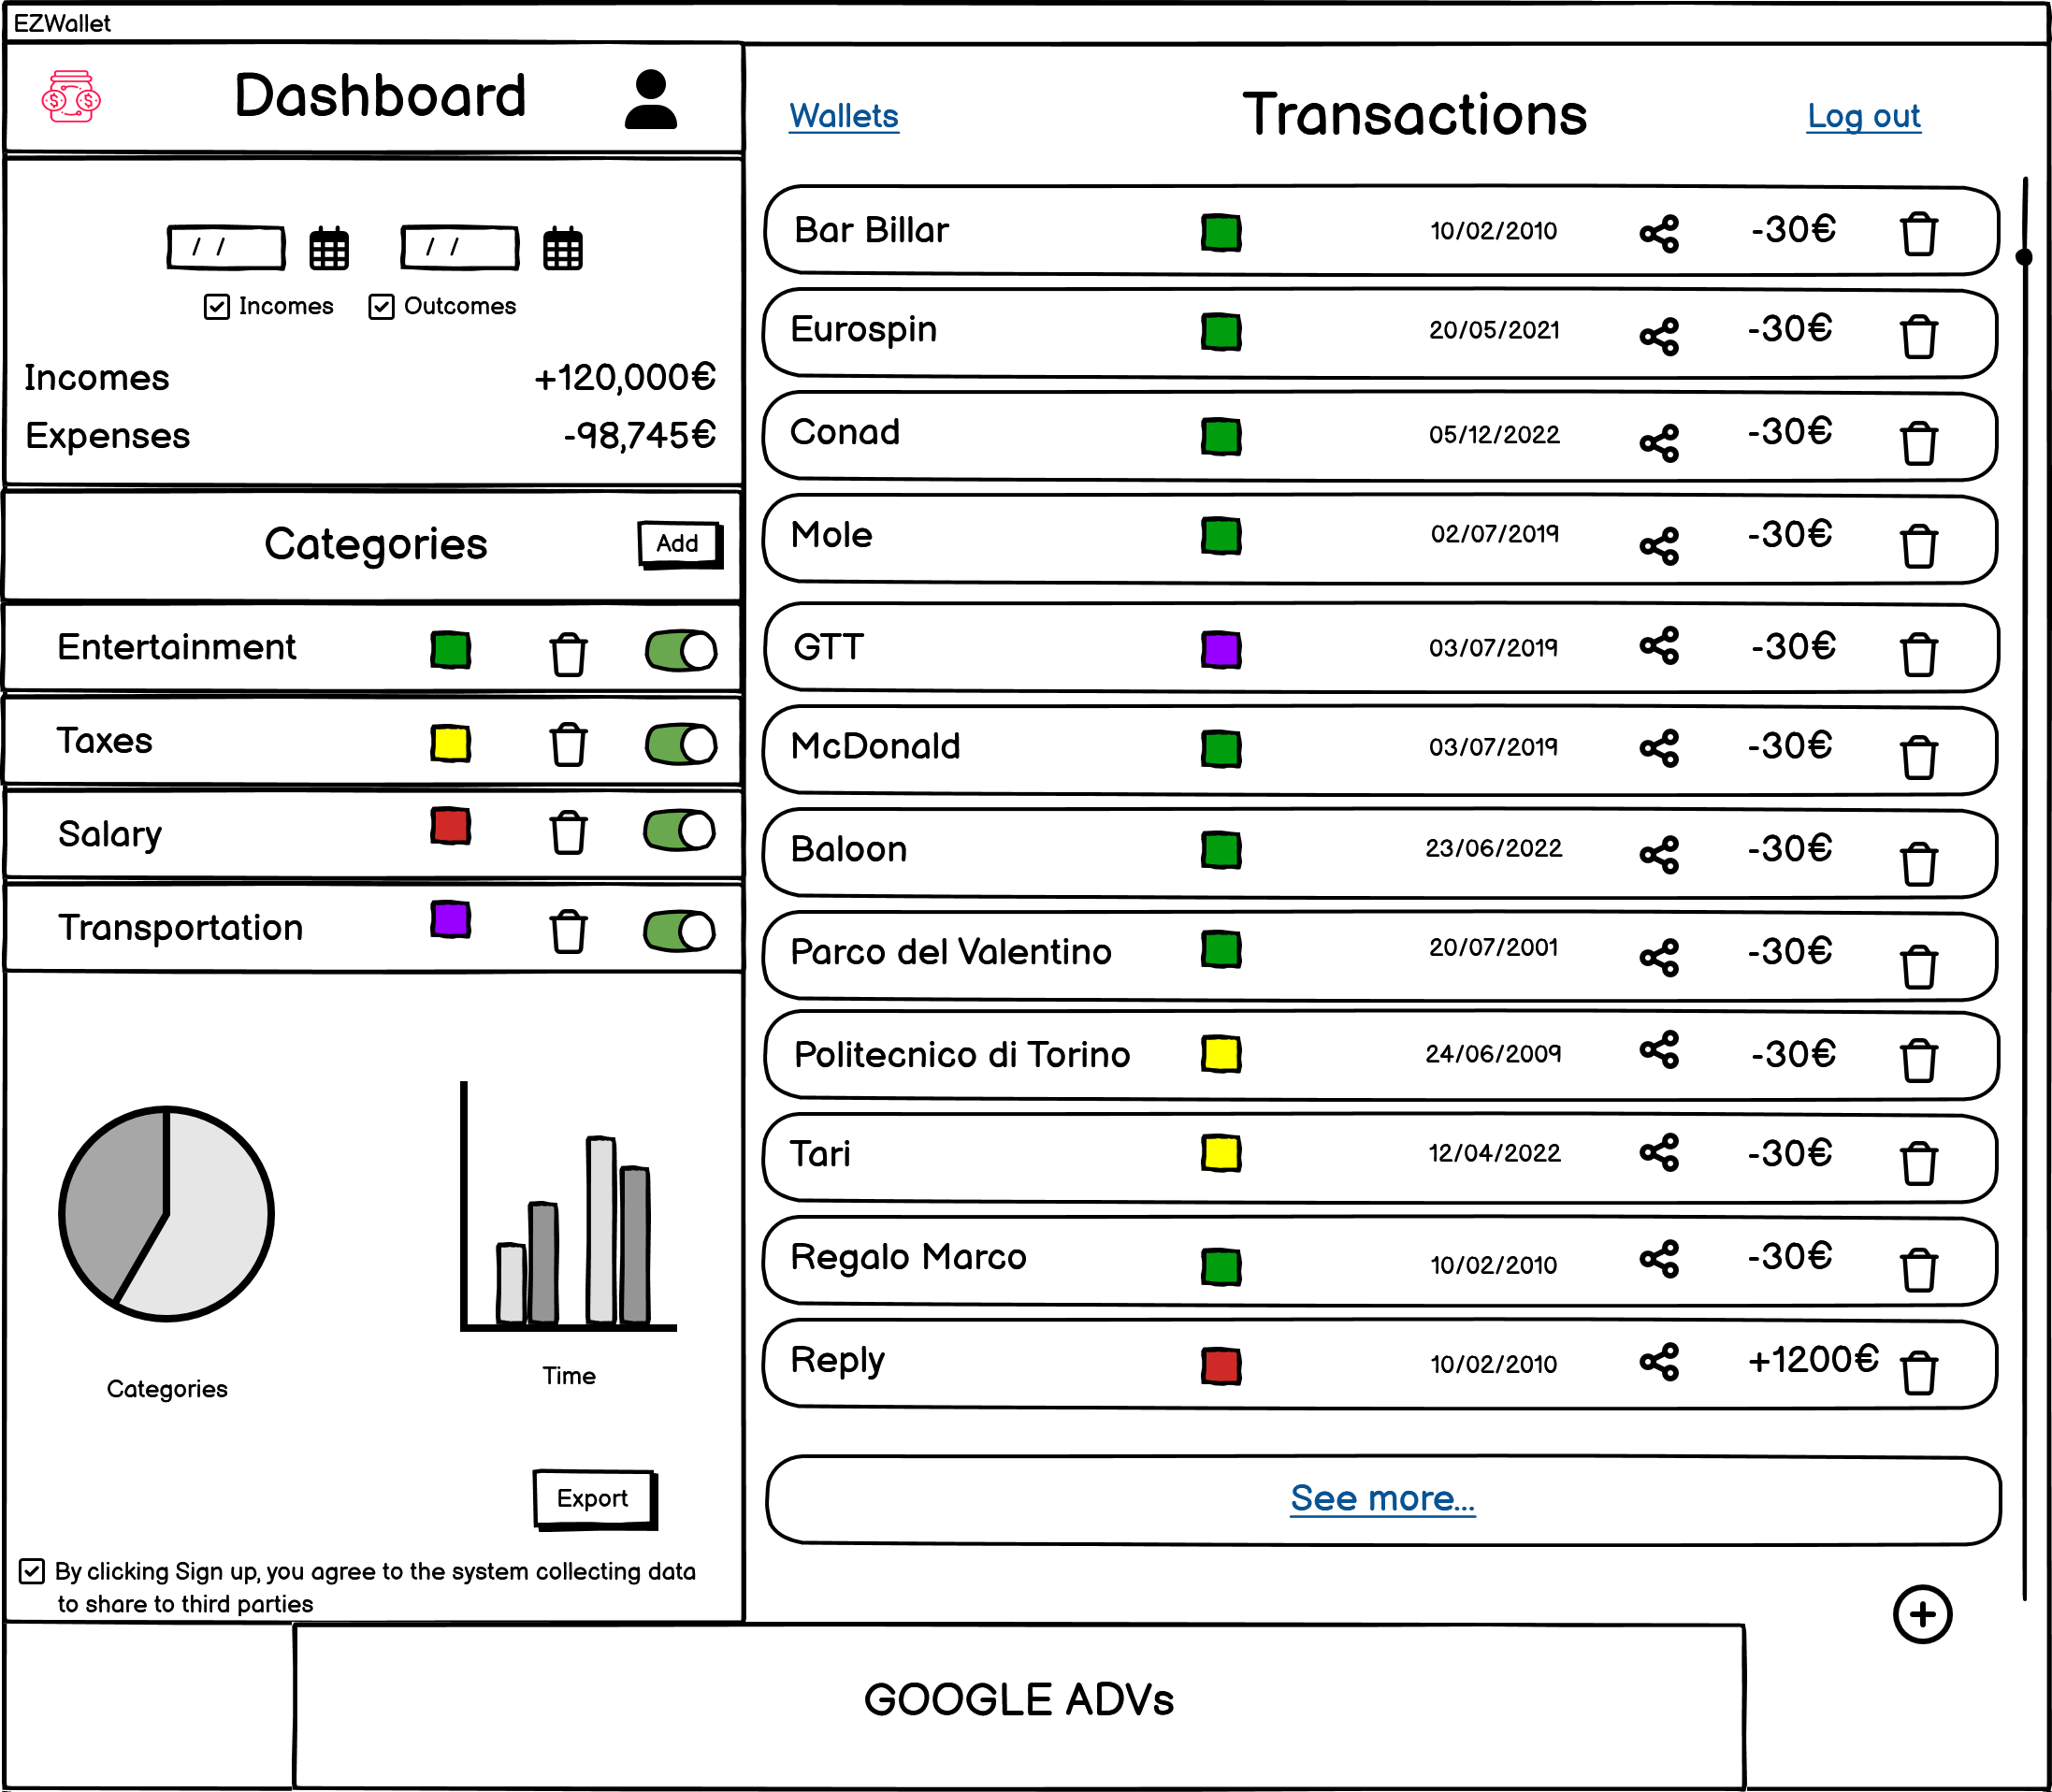 EZWallet
Dashboard
/ /
/ /
Incomes
Outcomes
Incomes +120,000€
Expenses -98,745€
Categories
Add
Entertainment
Taxes
Salary
Transportation
Categories
Time
Export
By clicking Sign up, you agree to the system collecting data
to share to third parties
Wallets
Transactions
Log out
Bar Billar 10/02/2010 -30€
Eurospin 20/05/2021 -30€
Conad 05/12/2022 -30€
Mole 02/07/2019 -30€
GTT 03/07/2019 -30€
McDonald 03/07/2019 -30€
Baloon 23/06/2022 -30€
Parco del Valentino 20/07/2001 -30€
Politecnico di Torino 24/06/2009 -30€
Tari 12/04/2022 -30€
Regalo Marco 10/02/2010 -30€
Reply 10/02/2010 +1200€
See more...
GOOGLE ADVs